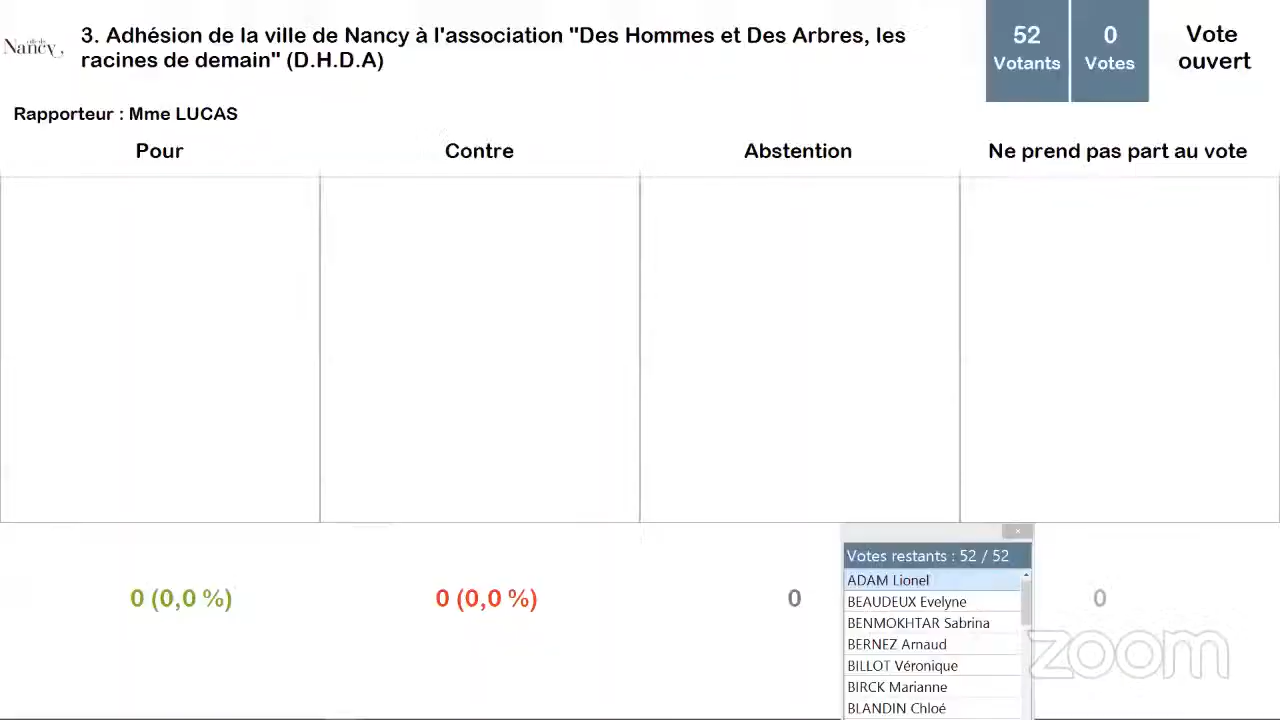 Nancy,
3. Adhésion de la ville de Nancy à l'association "Des Hommes et Des Arbres, les
racines de demain" (D.H.D.A)
52
Votants
0
Votes
Vote
ouvert
Rapporteur : Mme LUCAS
Pour
Contre
Abstention
Ne prend pas part au vote
0 (0,0 %)
0 (0,0 %)
0
0
Votes restants : 52 / 52
ADAM Lionel
BEAUDEUX Evelyne
BENMOKHTAR Sabrina
BERNEZ Arnaud
BILLOT Véronique
BIRCK Marianne
BLANDIN Chloé
zoom